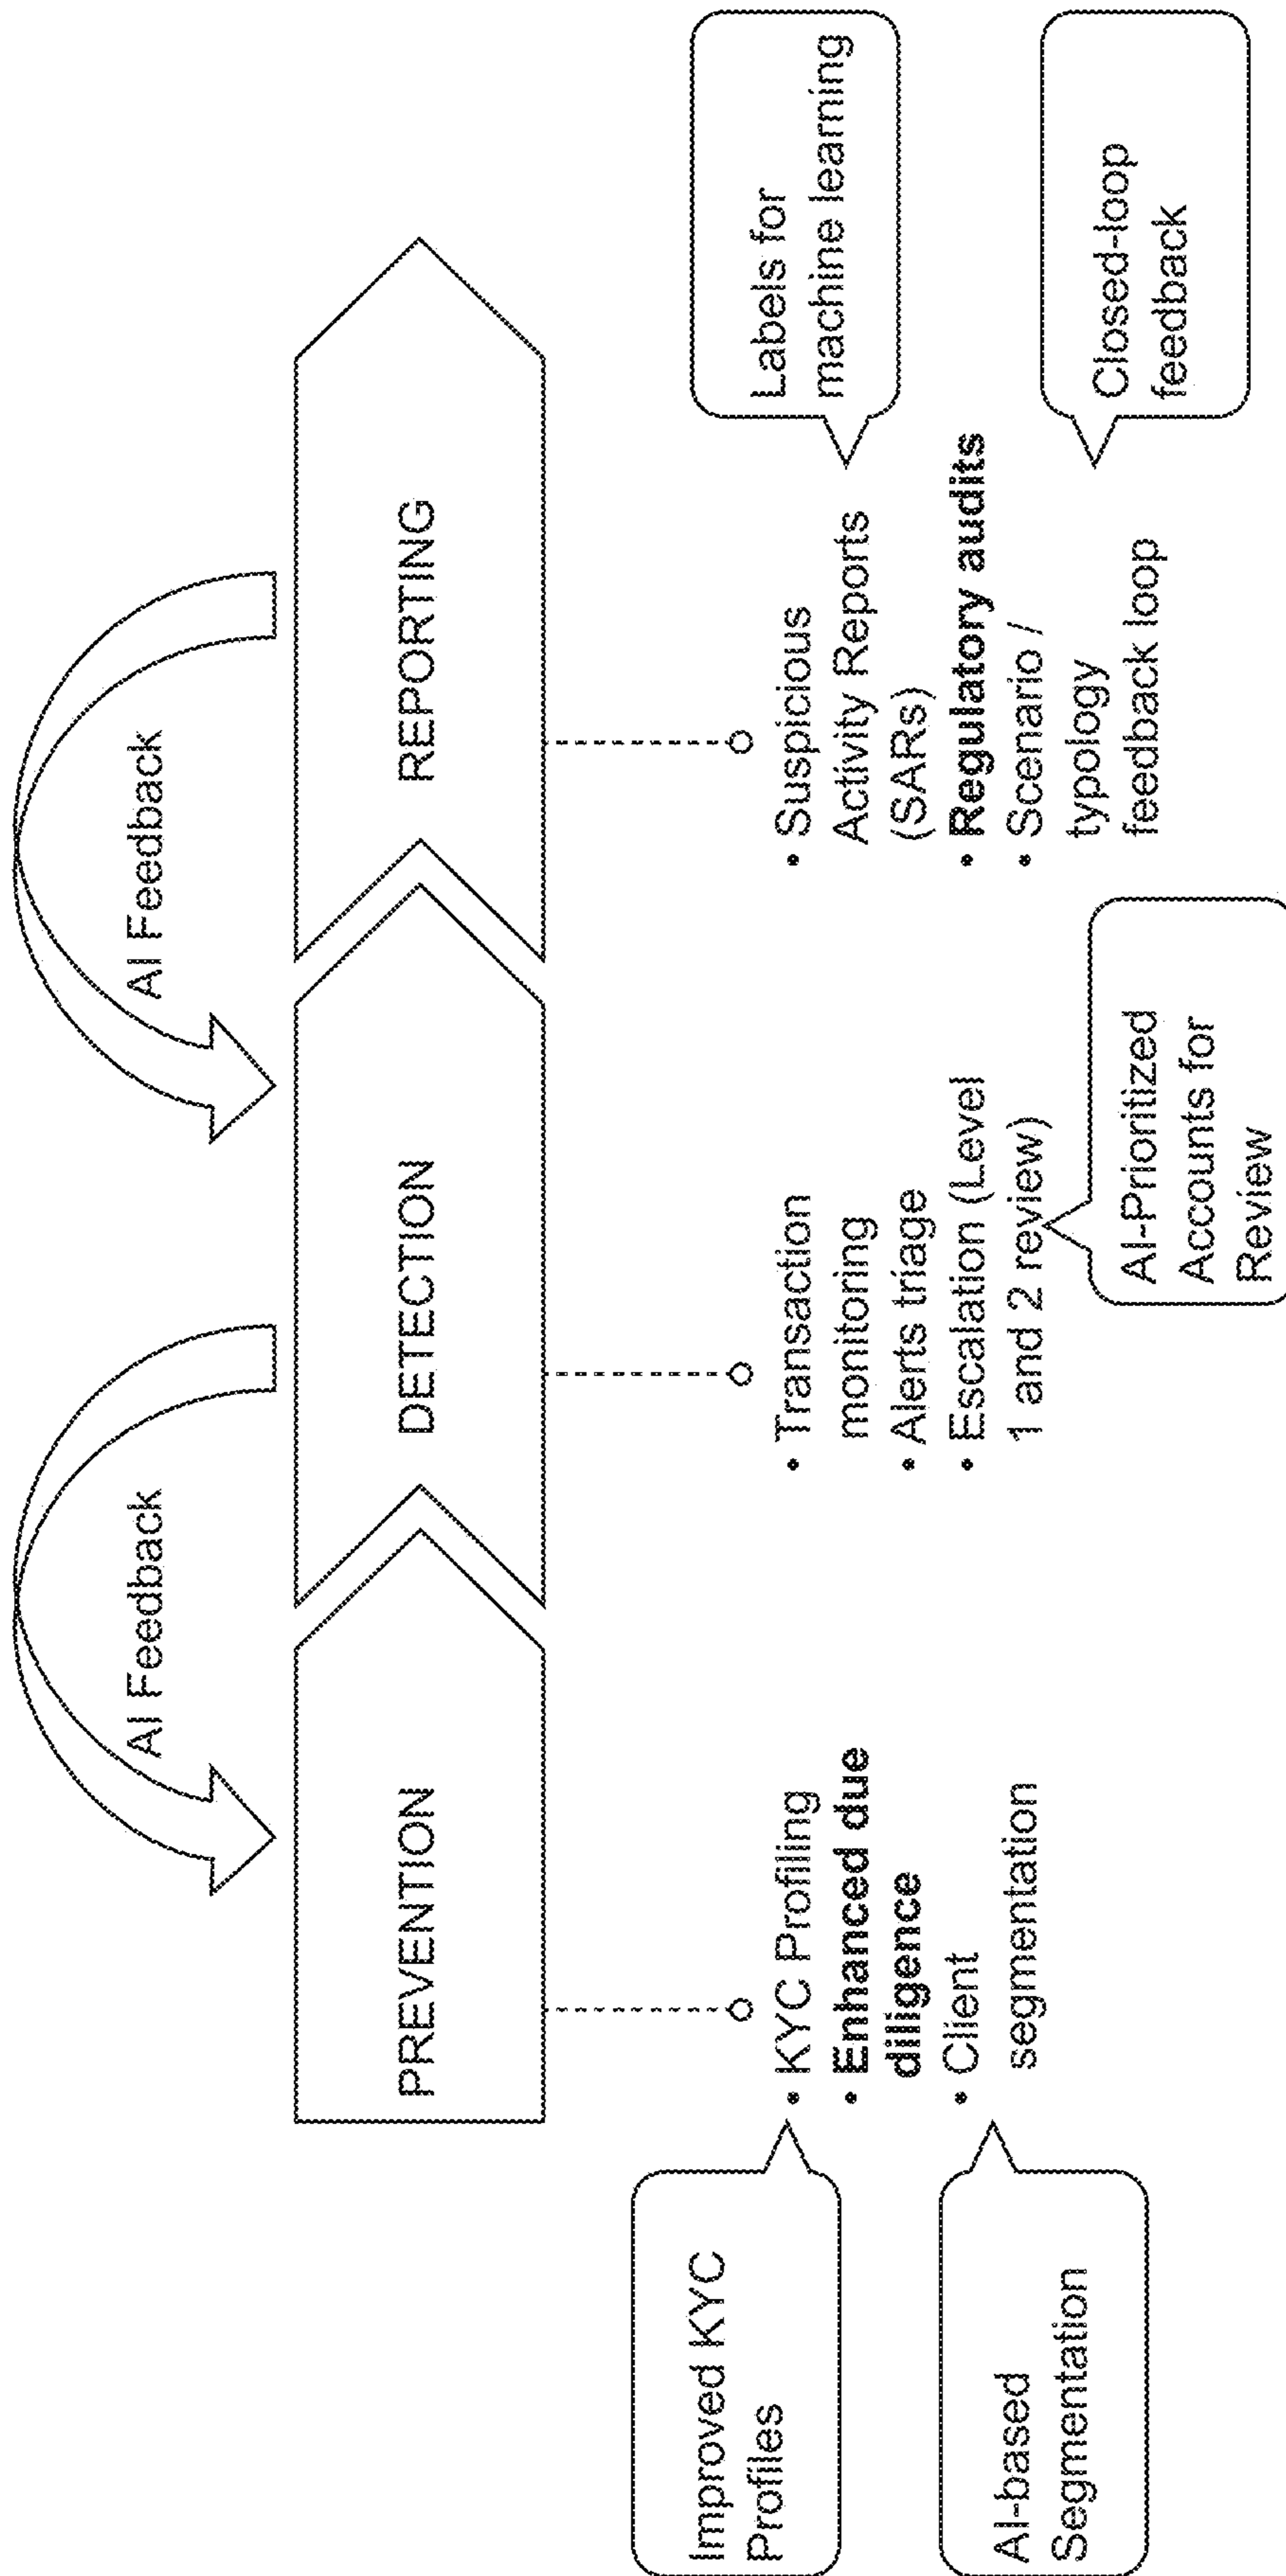 AI Feedback
AI Feedback
PREVENTION
DETECTION
REPORTING
Improved KYC
Profiles
AI-based
Segmentation
• KYC Profiling
• Enhanced due
diligence
• Client
segmentation
• Transaction
monitoring
• Alerts triage
• Escalation (Level
1 and 2 review)
AI-Prioritized
Accounts for
Review
• Suspicious
Activity Reports
(SARs)
• Regulatory audits
• Scenario /
typology
feedback loop
Labels for
machine learning
Closed-loop
feedback